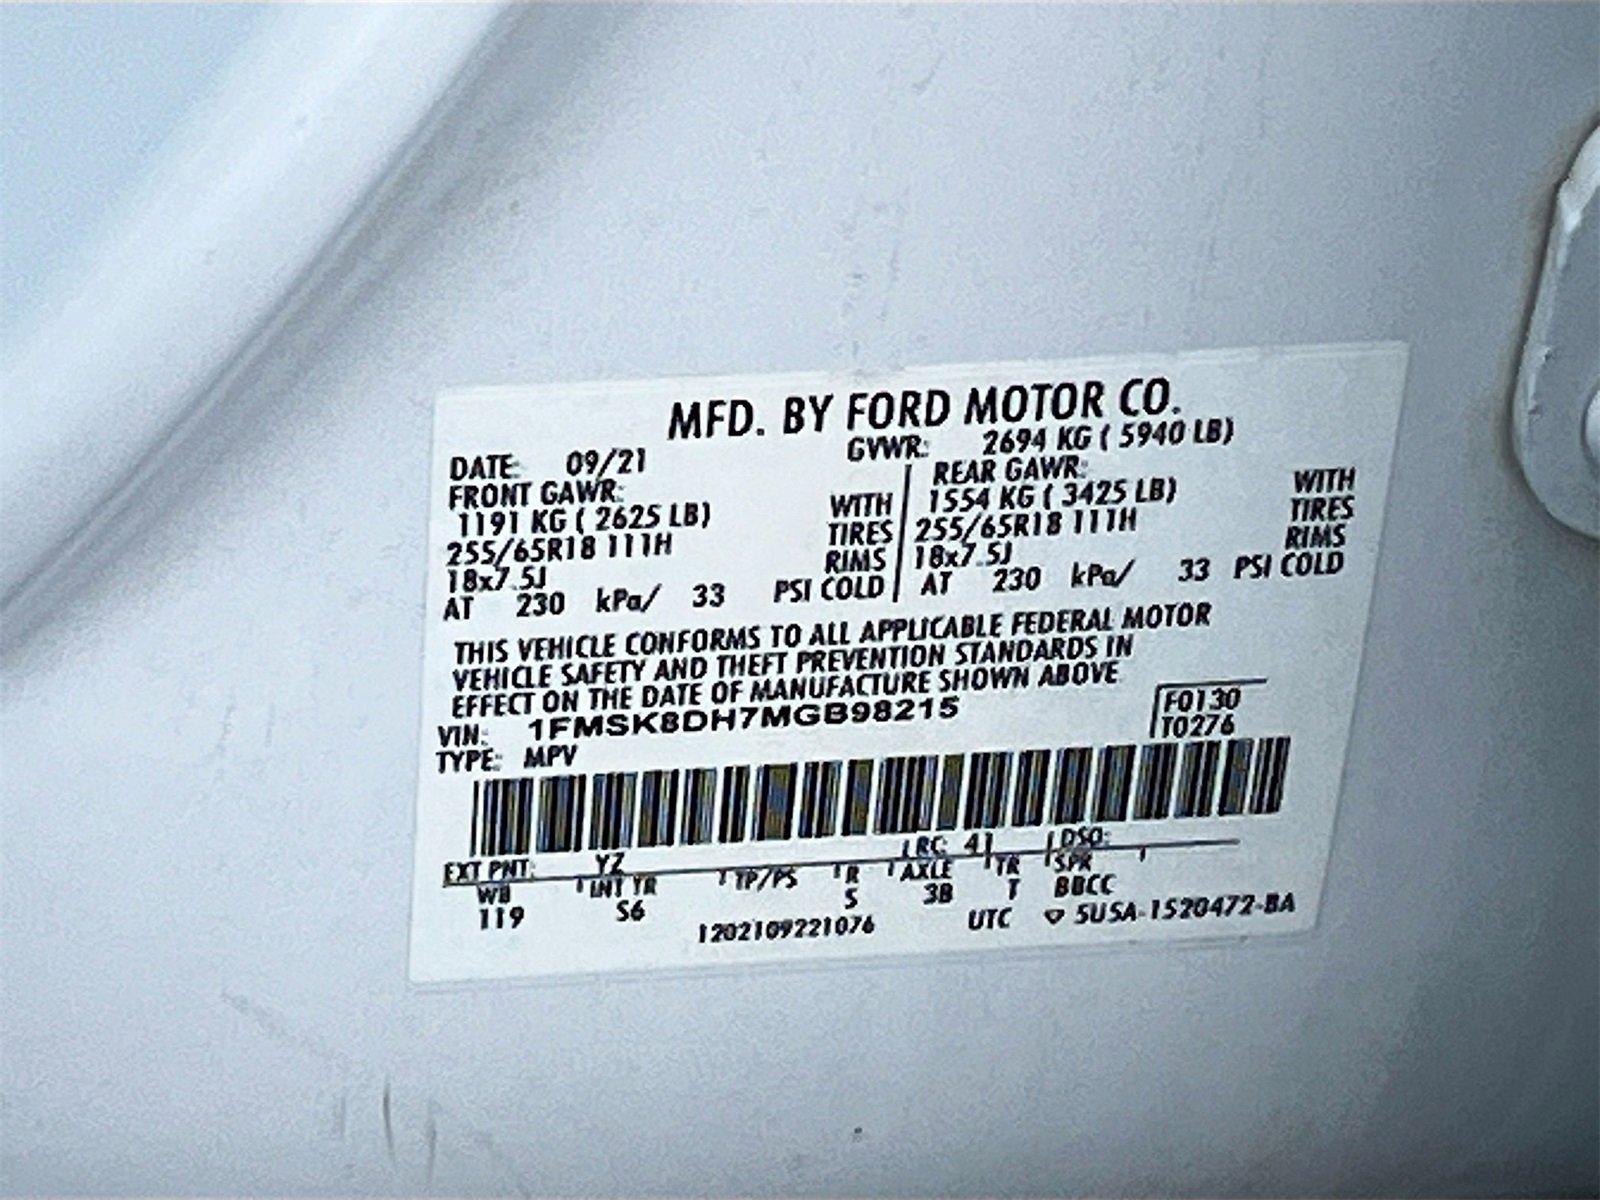 MFD. BY FORD MOTOR CO.
DATE: 09/21 GVWR: 2694 KG ( 5940 LB)
FRONT GAWR: REAR GAWR:
1191 KG ( 2625 LB) WITH 1554 KG ( 3425 LB) WITH
255/65R18 111H TIRES 255/65R18 111H TIRES
18x7.5J RIMS 18x7.5J RIMS
AT 230 kPa/ 33 PSI COLD AT 230 kPa/ 33 PSI COLD
THIS VEHICLE CONFORMS TO ALL APPLICABLE FEDERAL MOTOR
VEHICLE SAFETY AND THEFT PREVENTION STANDARDS IN
EFFECT ON THE DATE OF MANUFACTURE SHOWN ABOVE
VIN: 1FMSK8DH7MGB98215 F0130
TYPE: MPV T0276
EXT PNT: YZ RC: 41 DSO:
WB INT TR TP/PS R AXLE TR SPR
119 S6 S 3B T BBCC
1202109221076 UTC 5USA-1520472-BA